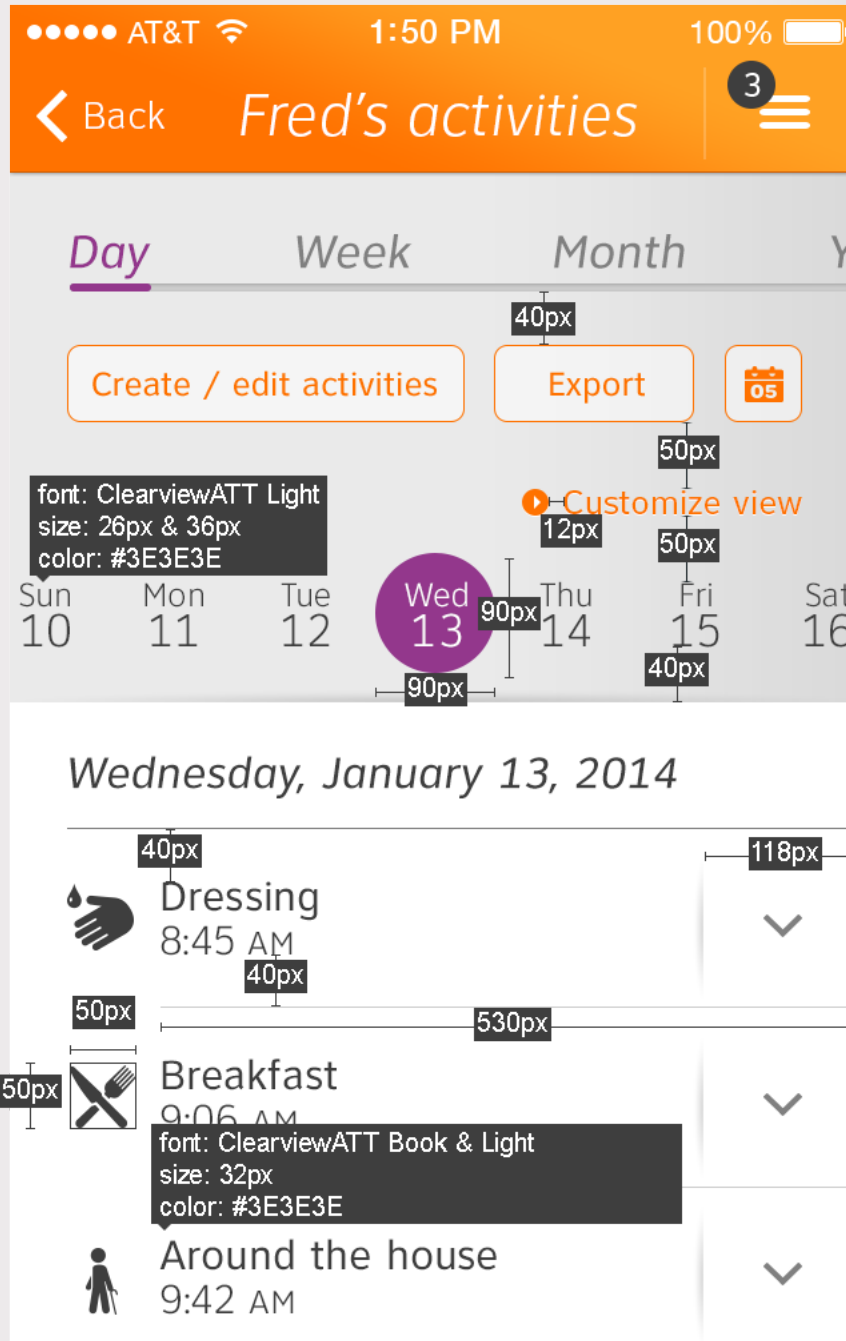 AT&T 1:50 PM 100%
Back Fred's activities 3
Day Week Month Y
40px
Create / edit activities Export 05
50px
Customize view
12px
50px
font: ClearviewATT Light
size: 26px & 36px
color: #3E3E3E
Sun Mon Tue Wed Thu Fri Sat
10 11 12 13 14 15 16
90px
90px
40px
Wednesday, January 13, 2014
40px
118px
Dressing
8:45 AM
40px
50px
530px
50px
Breakfast
9:06 AM
font: ClearviewATT Book & Light
size: 32px
color: #3E3E3E
Around the house
9:42 AM